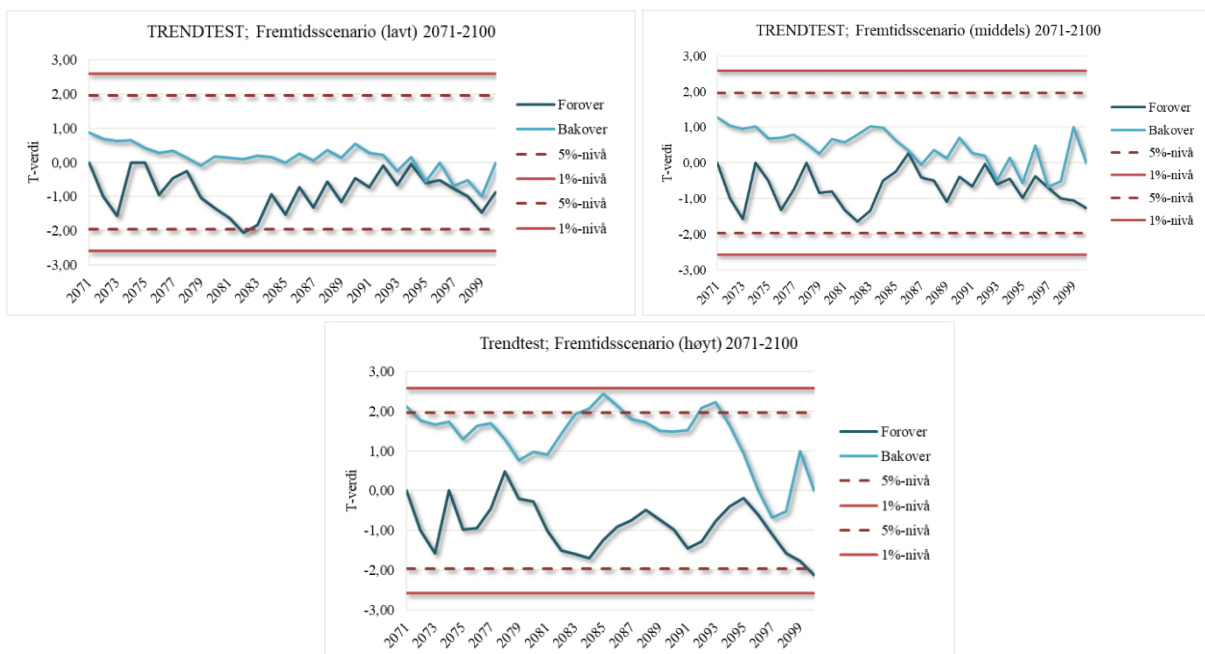 TRENDTEST; Fremtidsscenario (lavt) 2071-2100
3,00
2,00
1,00
0,00
-1,00
-2,00
-3,00
T-verdi
2071
2073
2075
2077
2079
2081
2083
2085
2087
2089
2091
2093
2095
2097
2099
Forover
Bakover
5%-nivå
1%-nivå
5%-nivå
1%-nivå
TRENDTEST; Fremtidsscenario (middels) 2071-2100
3,00
2,00
1,00
0,00
-1,00
-2,00
-3,00
T-verdi
2071
2073
2075
2077
2079
2081
2083
2085
2087
2089
2091
2093
2095
2097
2099
Forover
Bakover
5%-nivå
1%-nivå
5%-nivå
1%-nivå
Trendtest; Fremtidsscenario (høyt) 2071-2100
3,00
2,00
1,00
0,00
-1,00
-2,00
-3,00
T-verdi
2071
2073
2075
2077
2079
2081
2083
2085
2087
2089
2091
2093
2095
2097
2099
Forover
Bakover
5%-nivå
1%-nivå
5%-nivå
1%-nivå